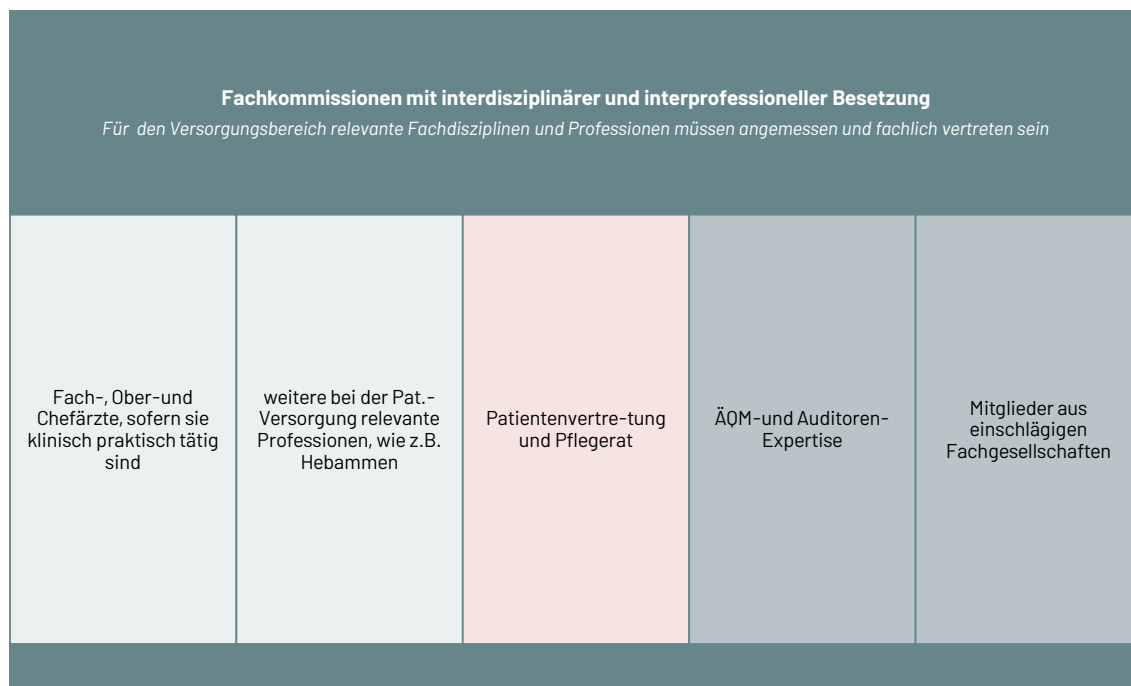 Fachkommissionen mit interdisziplinärer und interprofessioneller Besetzung
Für den Versorgungsbereich relevante Fachdisziplinen und Professionen müssen angemessen und fachlich vertreten sein
Fach-, Ober-und
Chefärzte, sofern sie
klinisch praktisch tätig
sind
weitere bei der Pat.-
Versorgung relevante
Professionen, wie z.B.
Hebammen
Patientenvertre-tung
und Pflegerat
ÄQM-und Auditoren-
Expertise
Mitglieder aus
einschlägigen
Fachgesellschaften